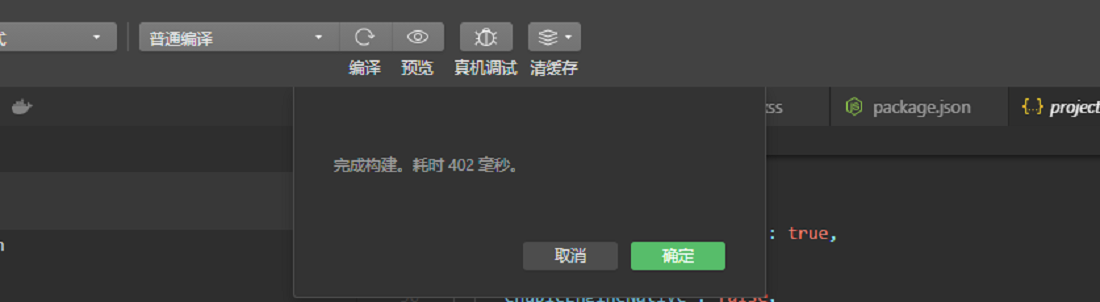 式
普通编译
编译
预览
真机调试
清缓存
ss
package.json
project
完成构建。耗时 402 毫秒。
取消
确定
: true,